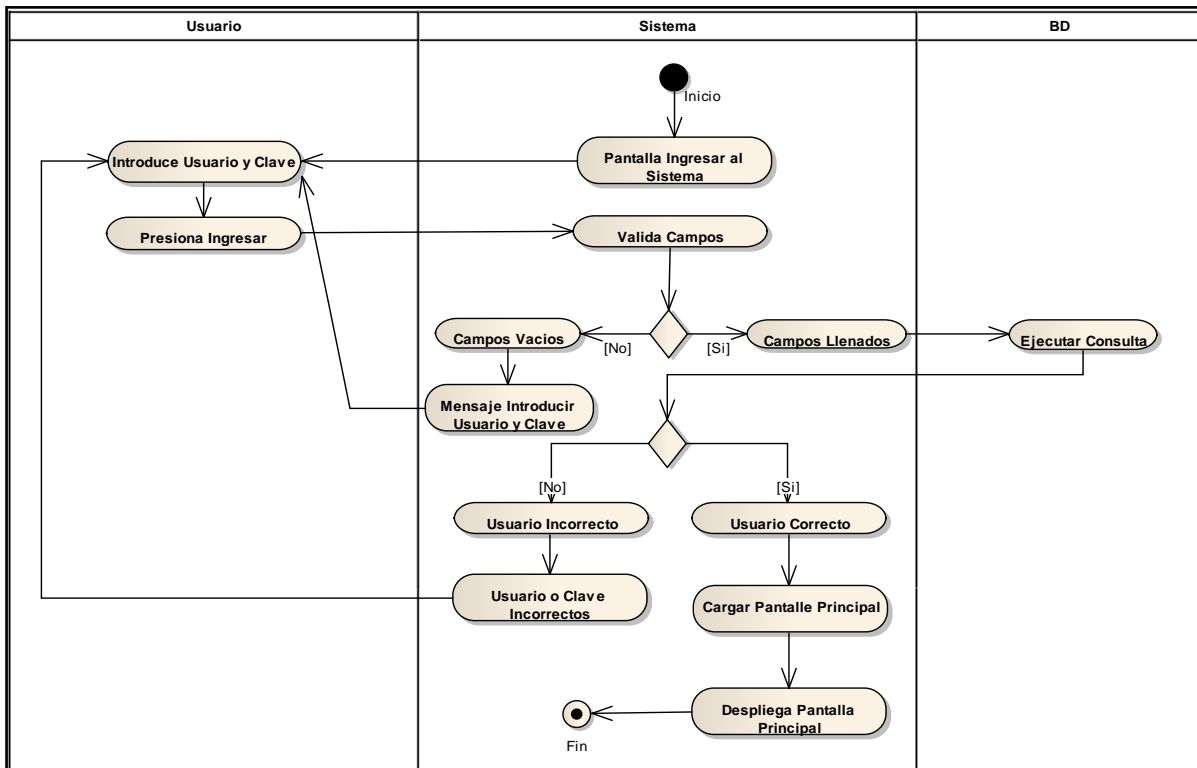 Usuario
Sistema
BD
Inicio
Introduce Usuario y Clave
Pantalla Ingresar al
Sistema
Presiona Ingresar
Valida Campos
Campos Vacios
[No]
[Si]
Campos Llenados
Ejecutar Consulta
Mensaje Introducir
Usuario y Clave
[No]
[Si]
Usuario Incorrecto
Usuario Correcto
Usuario o Clave
Incorrectos
Cargar Pantalle Principal
Despliega Pantalla
Principal
Fin